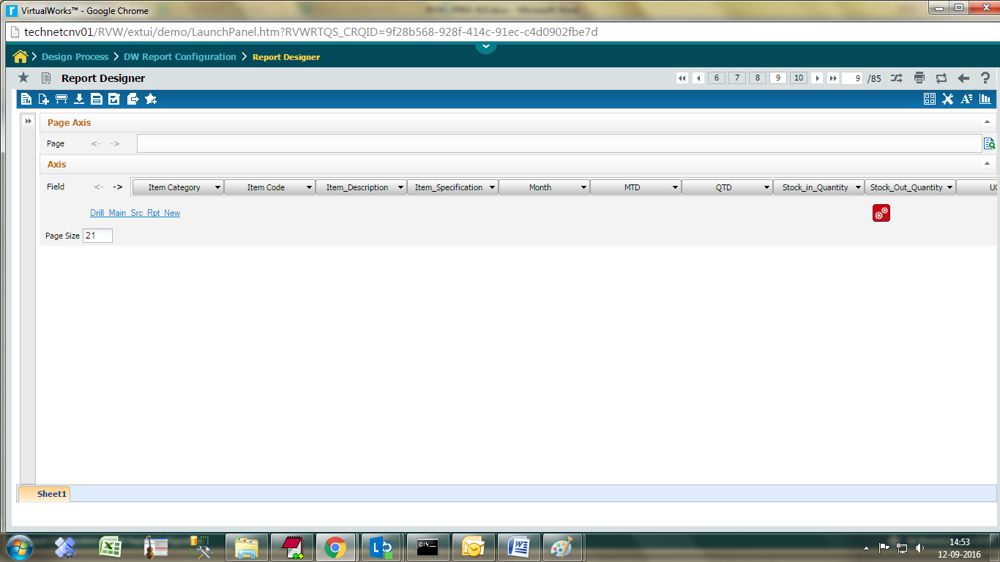 VirtualWorks™ - Google Chrome
technetcnv01/RVW/extui/demo/LaunchPanel.htm?RVWRTQS_CRQID=9f28b568-928f-414c-91ec-c4d0902fbe7d
Design Process > DW Report Configuration > Report Designer
Report Designer 6 7 8 9 10 9 /85
Page Axis
Page <- ->
Axis
Field <- -> Item Category Item Code Item_Description Item_Specification Month MTD QTD Stock_in_Quantity Stock_Out_Quantity
Drill_Main_Src_Rpt_New
Page Size 21
Sheet1
14:53
12-09-2016